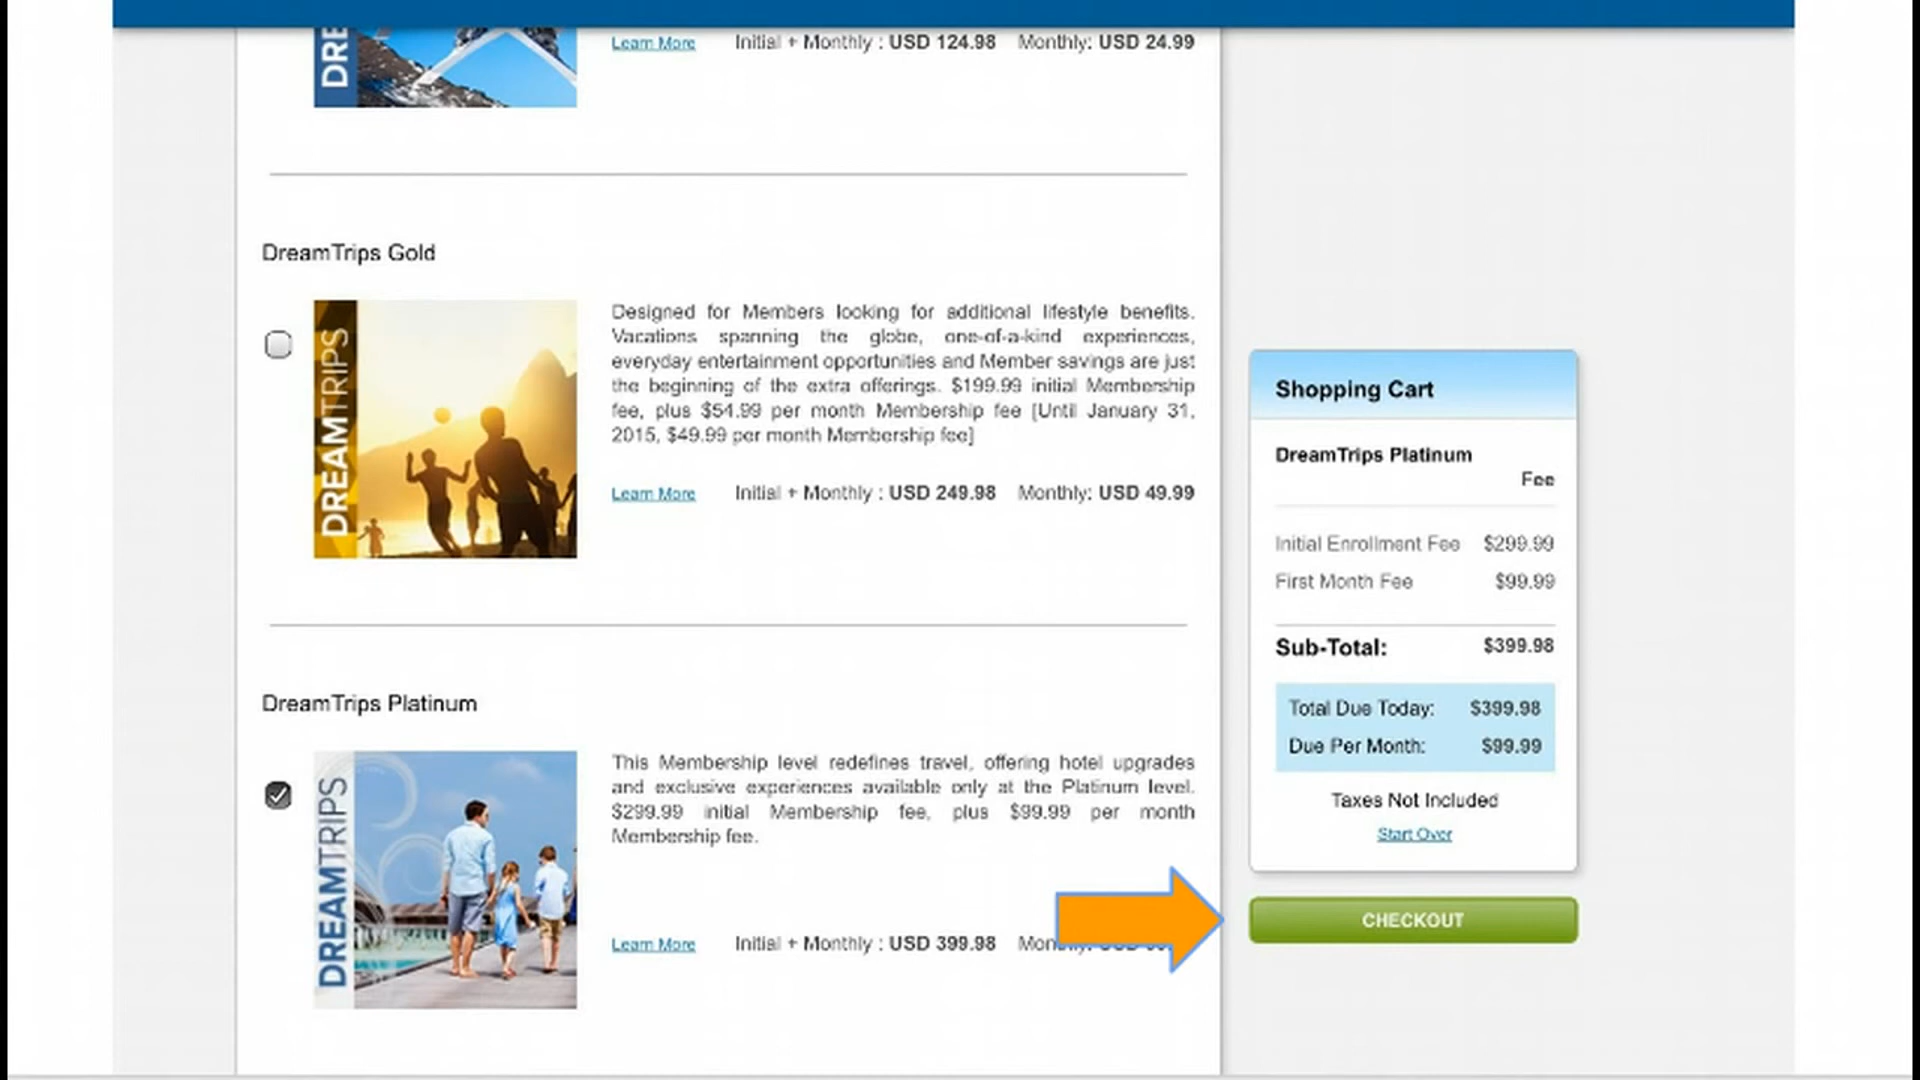 DRE
Learn More Initial + Monthly : USD 124.98 Monthly: USD 24.99
DreamTrips Gold
DREAMTRIPS
Designed for Members looking for additional lifestyle benefits.
Vacations spanning the globe, one-of-a-kind experiences,
everyday entertainment opportunities and Member savings are just
the beginning of the extra offerings. $199.99 initial Membership
fee, plus $54.99 per month Membership fee [Until January 31,
2015, $49.99 per month Membership fee]
Learn More Initial + Monthly : USD 249.98 Monthly: USD 49.99
DreamTrips Platinum
DREAMTRIPS
This Membership level redefines travel, offering hotel upgrades
and exclusive experiences available only at the Platinum level.
$299.99 initial Membership fee, plus $99.99 per month
Membership fee.
Learn More Initial + Monthly : USD 399.98
Shopping Cart
DreamTrips Platinum
Fee
Initial Enrollment Fee $299.99
First Month Fee $99.99
Sub-Total: $399.98
Total Due Today: $399.98
Due Per Month: $99.99
Taxes Not Included
Start Over
CHECKOUT